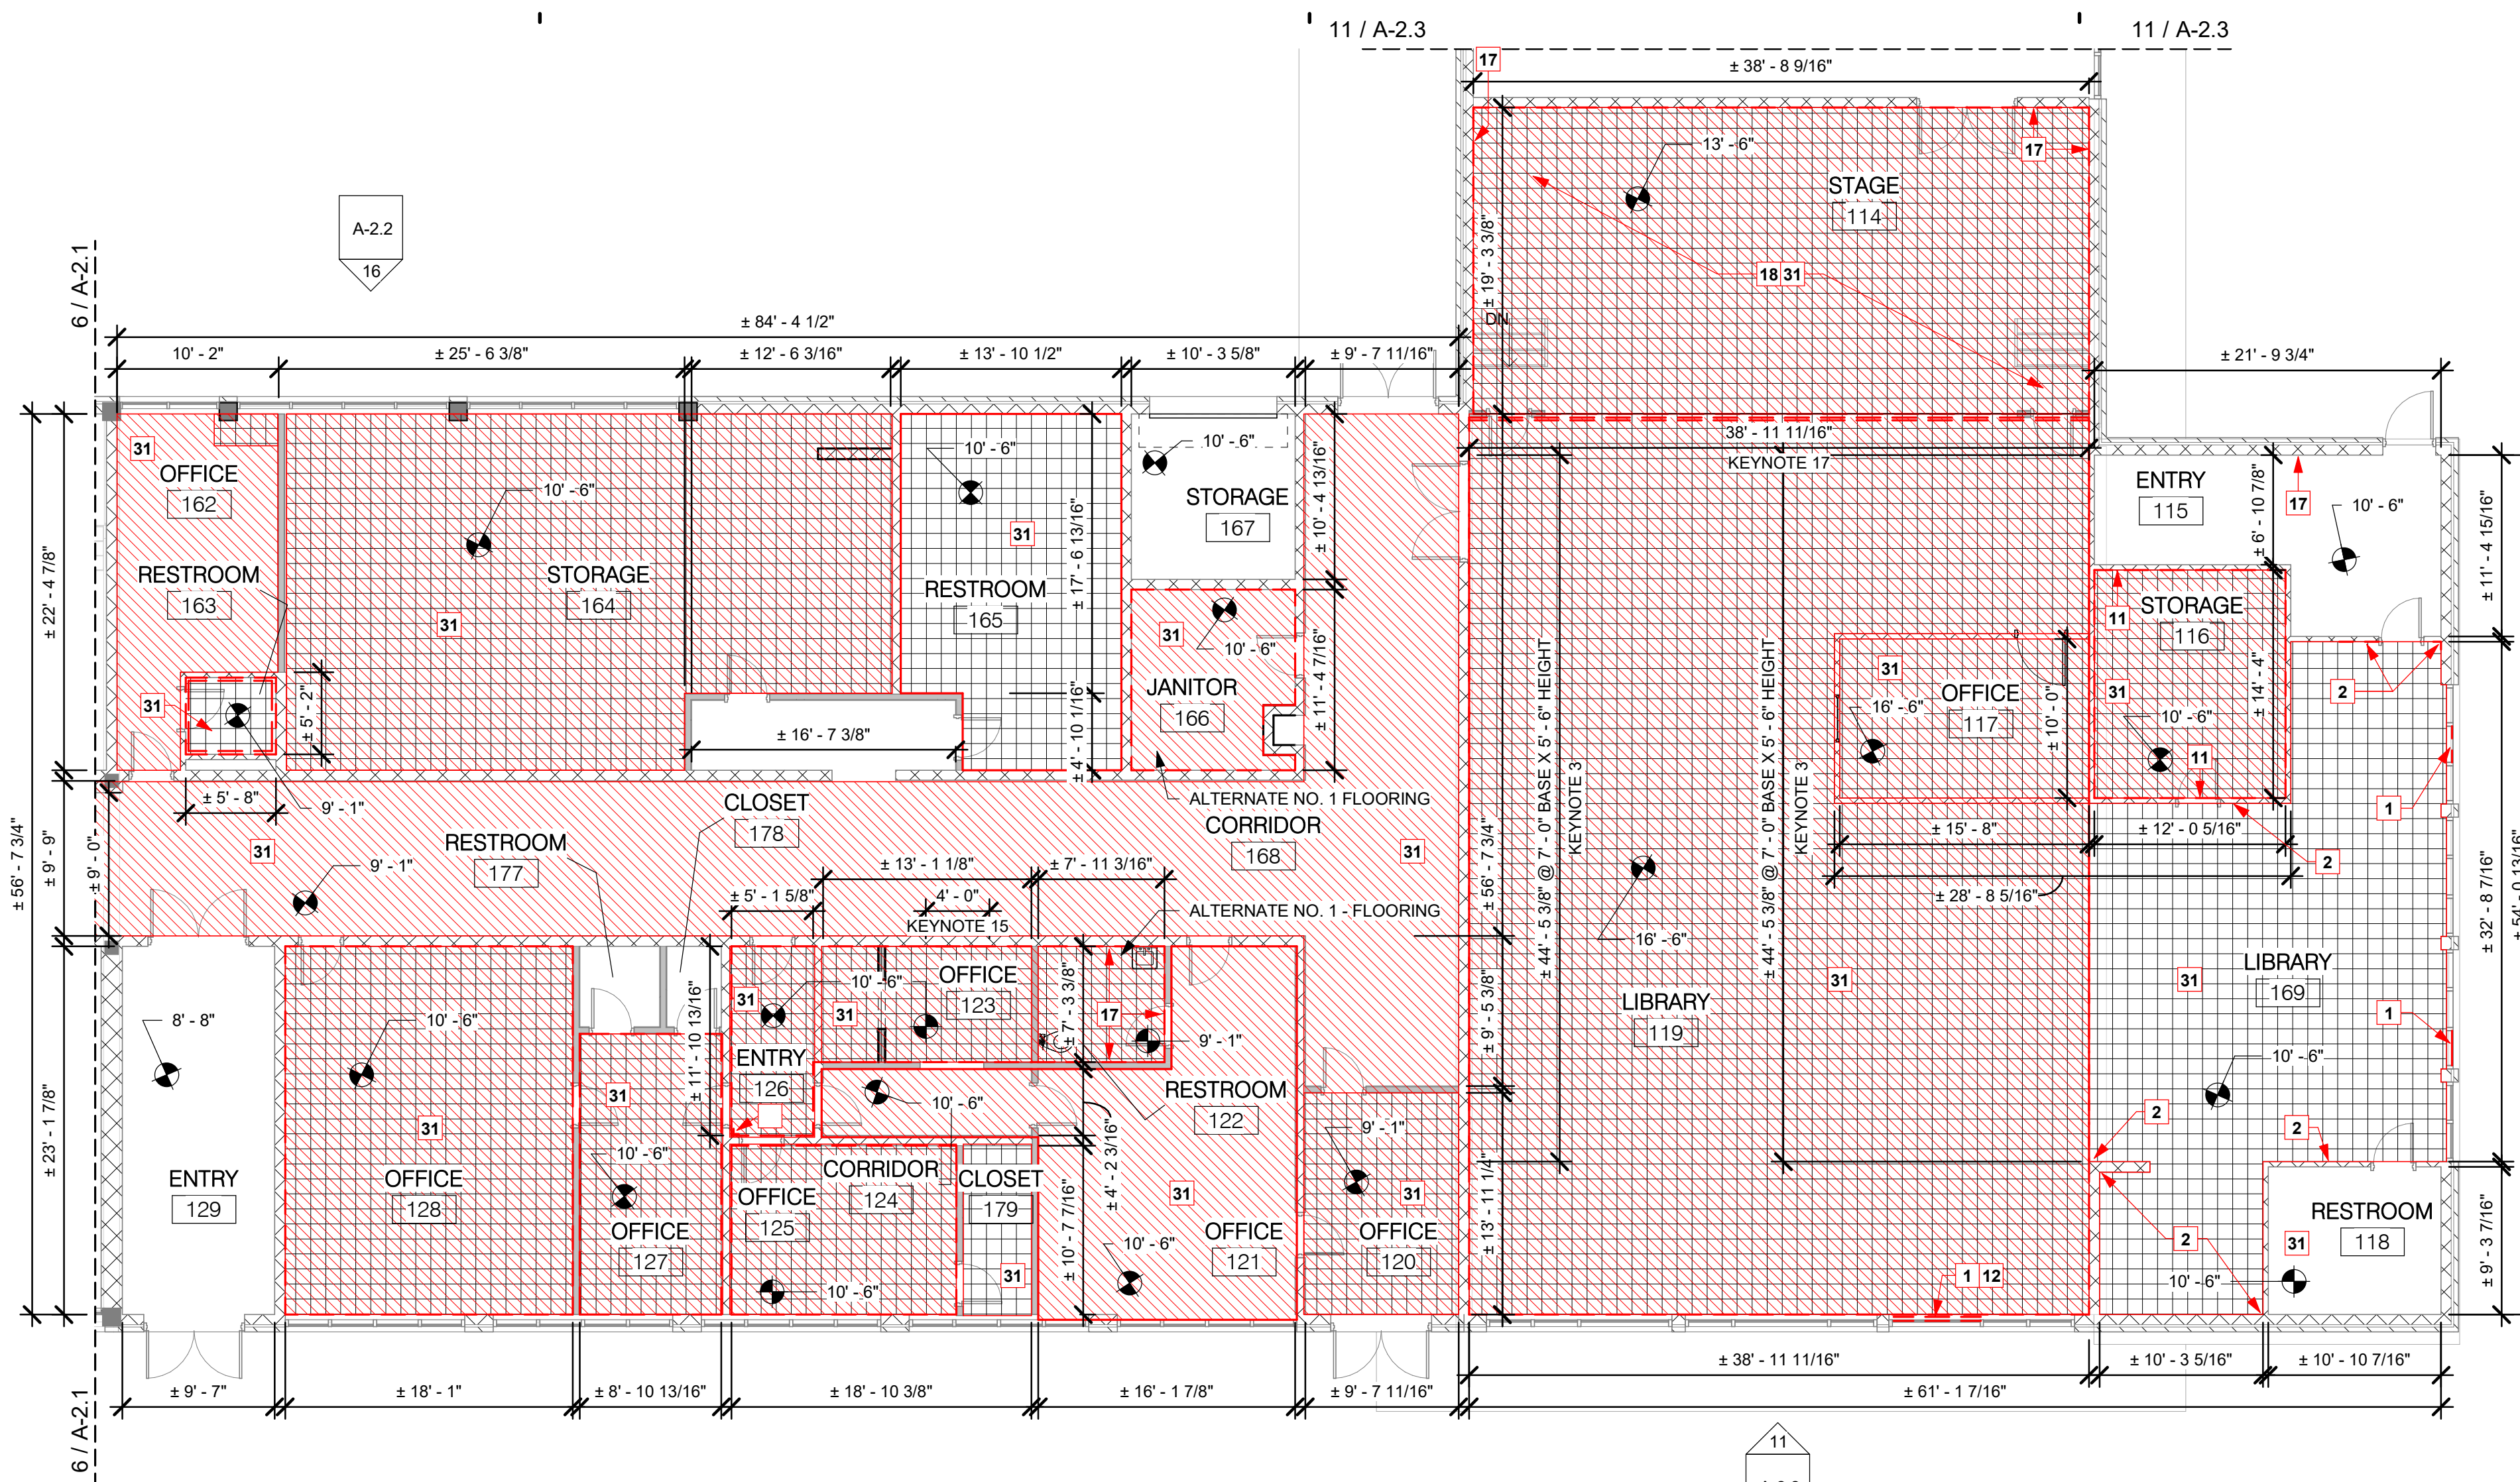 11 / A-2.3
11 / A-2.3
17
± 38' - 8 9/16"
13' - 6"
17
STAGE
114
A-2.2
16
6 / A-2.1
± 19' - 3 3/8"
18 31
DN
± 84' - 4 1/2"
10' - 2"
± 25' - 6 3/8"
± 12' - 6 3/16"
± 13' - 10 1/2"
± 10' - 3 5/8"
± 9' - 7 11/16"
± 21' - 9 3/4"
38' - 11 11/16"
KEYNOTE 17
31
OFFICE
162
10' - 6"
10' - 6"
10' - 6"
STORAGE
167
± 10' - 4 13/16"
ENTRY
115
± 6' - 10 7/8"
17
10' - 6"
± 11' - 4 15/16"
31
± 17' - 6 13/16"
RESTROOM
163
STORAGE
164
31
RESTROOM
165
± 22' - 4 7/8"
31
10' - 6"
JANITOR
166
± 11' - 4 7/16"
11
STORAGE
116
31
10' - 6"
11
± 14' - 4"
31
OFFICE
117
16' - 6"
± 10' - 0"
2
31
± 5' - 2"
± 16' - 7 3/8"
± 4' - 10 1/16"
± 44' - 5 3/8" @ 7' - 0" BASE X 5' - 6" HEIGHT
KEYNOTE 3
± 44' - 5 3/8" @ 7' - 0" BASE X 5' - 6" HEIGHT
KEYNOTE 3
± 5' - 8"
9' - 1"
CLOSET
178
ALTERNATE NO. 1 FLOORING
CORRIDOR
168
31
± 15' - 8"
± 12' - 0 5/16"
1
2
± 28' - 8 5/16"
± 32' - 8 7/16"
± 54' - 0 13/16"
± 56' - 7 3/4"
± 9' - 9"
± 9' - 0"
31
9' - 1"
RESTROOM
177
± 13' - 1 1/8"
± 7' - 11 3/16"
± 5' - 1 5/8"
4' - 0"
KEYNOTE 15
ALTERNATE NO. 1 - FLOORING
± 56' - 7 3/4"
16' - 6"
LIBRARY
169
31
31
LIBRARY
119
1
10' - 6"
8' - 8"
10' - 6"
31
10' - 6"
31
OFFICE
123
± 7' - 3 3/8"
17
9' - 1"
± 9' - 5 3/8"
± 11' - 10 13/16"
ENTRY
126
10' - 6"
RESTROOM
122
9' - 1"
2
2
± 23' - 1 7/8"
31
31
10' - 6"
± 4' - 2 3/16"
ENTRY
129
OFFICE
128
OFFICE
127
OFFICE
125
CORRIDOR
124
CLOSET
179
31
± 10' - 7 7/16"
31
10' - 6"
OFFICE
121
31
OFFICE
120
± 13' - 11 1/4"
10' - 6"
2
RESTROOM
118
31
10' - 6"
± 9' - 3 7/16"
1 12
± 38' - 11 11/16"
± 10' - 3 5/16"
± 10' - 10 7/16"
± 9' - 7"
± 18' - 1"
± 8' - 10 13/16"
± 18' - 10 3/8"
± 16' - 1 7/8"
± 9' - 7 11/16"
± 61' - 1 7/16"
6 / A-2.1
11